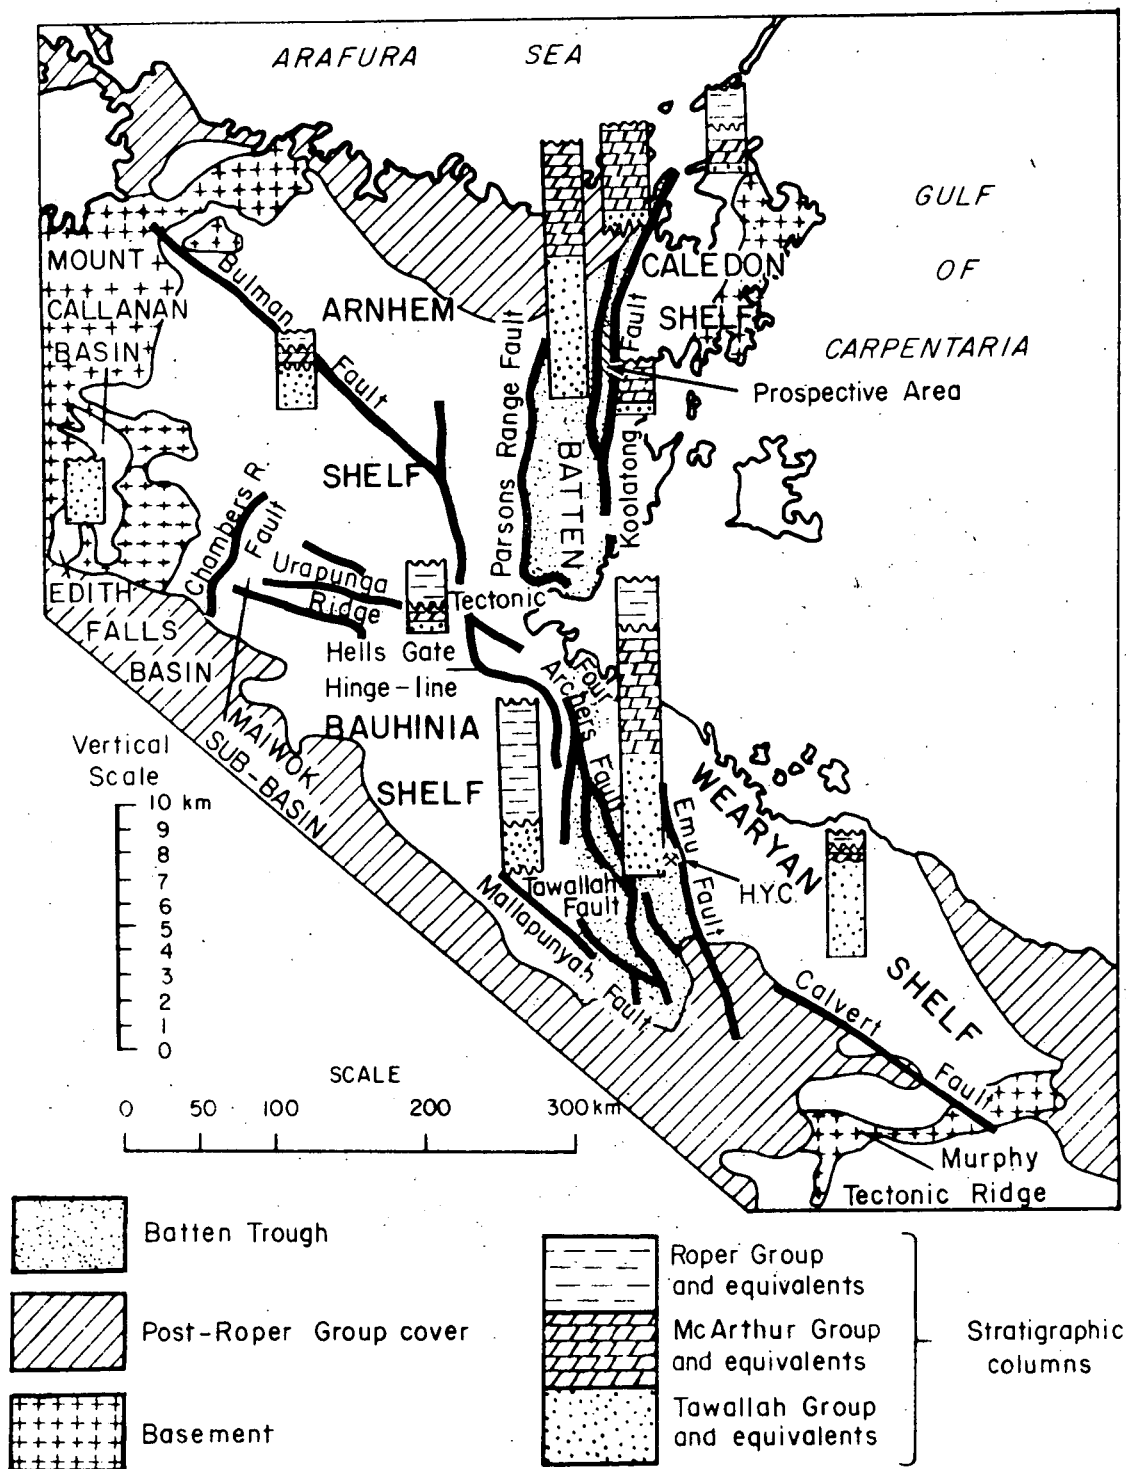 ARAFURA SEA
GULF
OF
CARPENTARIA
MOUNT
CALLANAN
BASIN
Bulman
Fault
ARNHEM
SHELF
CALEDON
SHELF
Prospective Area
Parsons Range Fault
BATTEN
Koolatong
Fault
Chambers R.
Fault
Urapunga
Ridge
Tectonic
EDITH
FALLS
BASIN
Hells Gate
Hinge-line
BAUHINIA
SHELF
MAIWOK
SUB-BASIN
Four
Archers
Fault
Emu
Fault
WEARYAN
SHELF
H.Y.C.
Tawallah
Fault
Mallapunyah
Fault
Calvert
Fault
Murphy
Tectonic Ridge
Vertical
Scale
10 km
9
8
7
6
5
4
3
2
1
0
SCALE
0 50 100 200 300 km
Batten Trough
Post-Roper Group cover
Basement
Roper Group
and equivalents
McArthur Group
and equivalents
Tawallah Group
and equivalents
Stratigraphic
columns